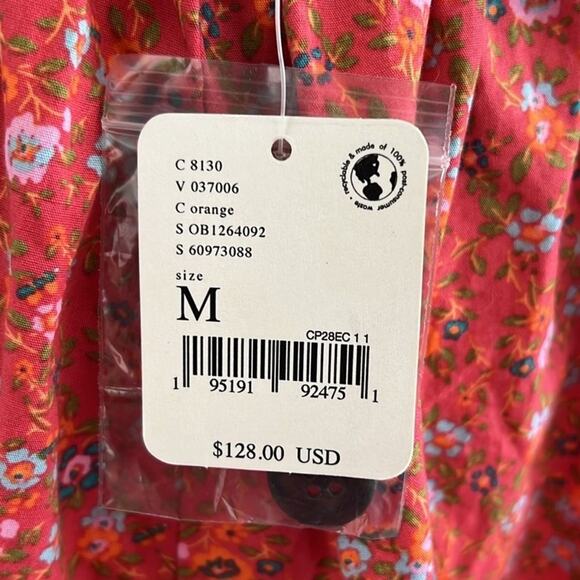 recyclable & made of 100% post-consumer waste •
C 8130
V 037006
C orange
S OB1264092
S 60973088
size
M
CP28EC 1 1
1 95191 92475 1
$128.00 USD